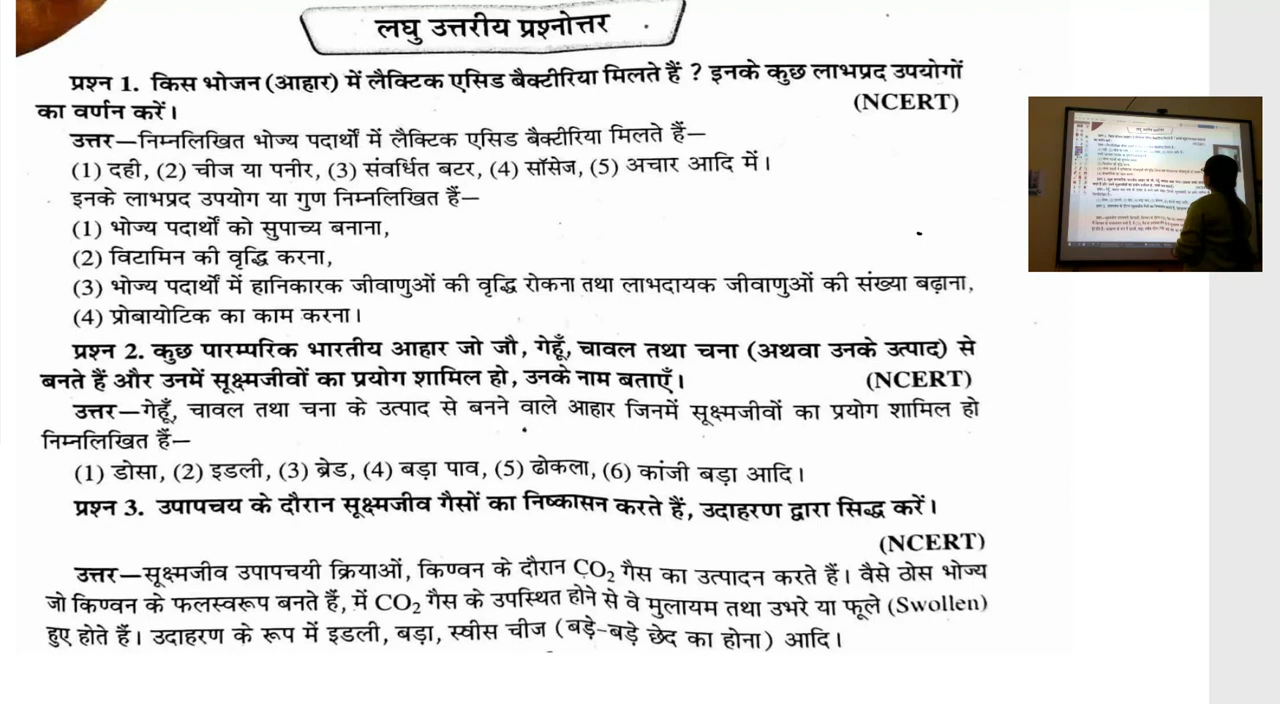 लघु उत्तरीय प्रश्नोत्तर
प्रश्न 1. किस भोजन (आहार) में लैक्टिक एसिड बैक्टीरिया मिलते हैं ? इनके कुछ लाभप्रद उपयोगों
का वर्णन करें। (NCERT)
उत्तर—निम्नलिखित भोज्य पदार्थों में लैक्टिक एसिड बैक्टीरिया मिलते हैं—
(1) दही, (2) चीज या पनीर, (3) संवर्धित बटर, (4) सॉसेज, (5) अचार आदि में।
इनके लाभप्रद उपयोग या गुण निम्नलिखित हैं—
(1) भोज्य पदार्थों को सुपाच्य बनाना,
(2) विटामिन की वृद्धि करना,
(3) भोज्य पदार्थों में हानिकारक जीवाणुओं की वृद्धि रोकना तथा लाभदायक जीवाणुओं की संख्या बढ़ाना,
(4) प्रोबायोटिक का काम करना।
प्रश्न 2. कुछ पारम्परिक भारतीय आहार जो जौ, गेहूँ, चावल तथा चना (अथवा उनके उत्पाद) से
बनते हैं और उनमें सूक्ष्मजीवों का प्रयोग शामिल हो, उनके नाम बताएँ। (NCERT)
उत्तर—गेहूँ, चावल तथा चना के उत्पाद से बनने वाले आहार जिनमें सूक्ष्मजीवों का प्रयोग शामिल हो
निम्नलिखित हैं—
(1) डोसा, (2) इडली, (3) ब्रेड, (4) बड़ा पाव, (5) ढोकला, (6) कांजी बड़ा आदि।
प्रश्न 3. उपापचय के दौरान सूक्ष्मजीव गैसों का निष्कासन करते हैं, उदाहरण द्वारा सिद्ध करें।
(NCERT)
उत्तर—सूक्ष्मजीव उपापचयी क्रियाओं, किण्वन के दौरान CO₂ गैस का उत्पादन करते हैं। वैसे ठोस भोज्य
जो किण्वन के फलस्वरूप बनते हैं, में CO₂ गैस के उपस्थित होने से वे मुलायम तथा उभरे या फूले (Swollen)
हुए होते हैं। उदाहरण के रूप में इडली, बड़ा, स्वीस चीज (बड़े-बड़े छेद का होना) आदि।